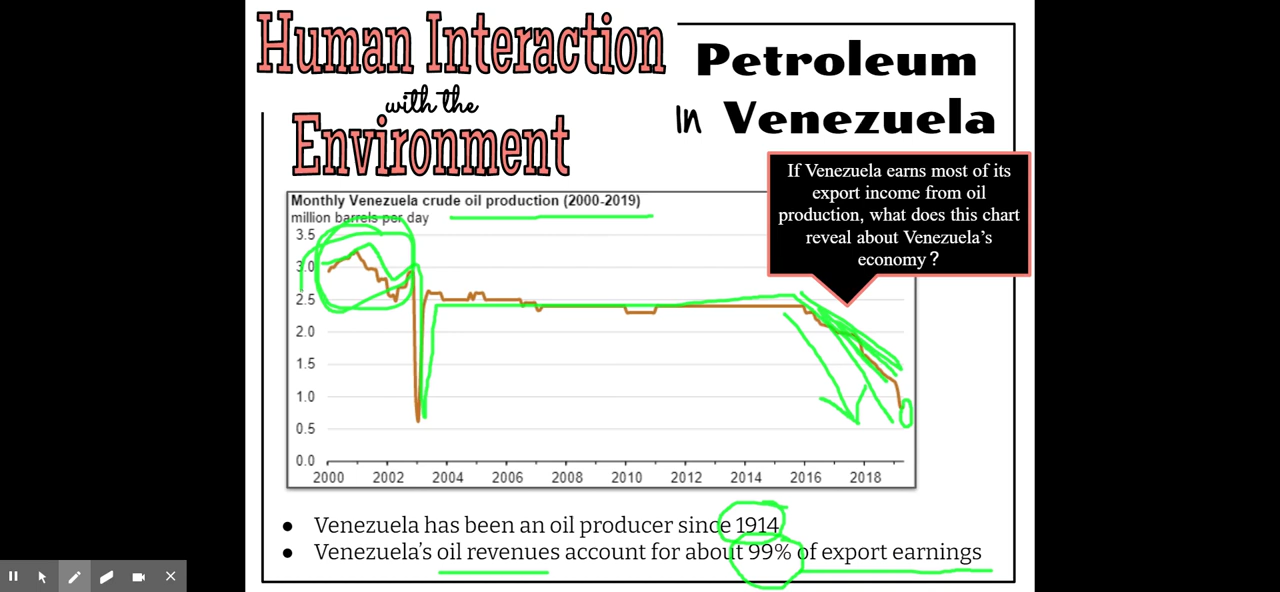 Human Interaction
with the
Environment
Petroleum
In Venezuela
If Venezuela earns most of its
export income from oil
production, what does this chart
reveal about Venezuela's
economy?
Monthly Venezuela crude oil production (2000-2019)
million barrels per day
3.5
3.0
2.5
2.0
1.5
1.0
0.5
0.0
2000 2002 2004 2006 2008 2010 2012 2014 2016 2018
● Venezuela has been an oil producer since 1914
● Venezuela's oil revenues account for about 99% of export earnings